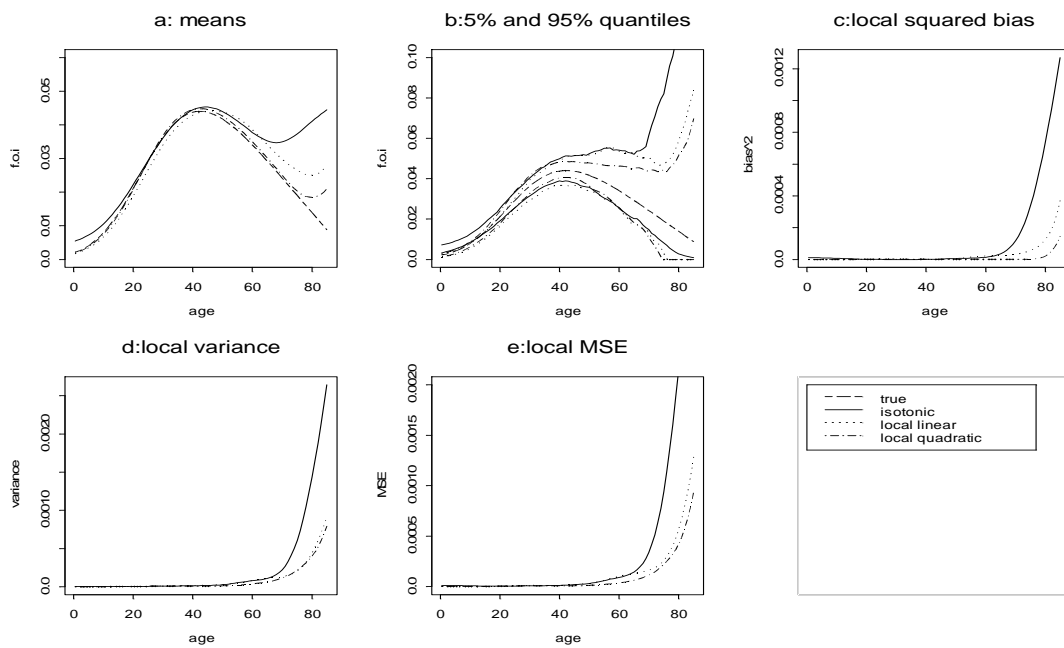 a: means
f.o.i
0.0 0.01 0.03 0.05
0 20 40 60 80
age
b:5% and 95% quantiles
f.o.i
0.0 0.02 0.04 0.06 0.08 0.10
0 20 40 60 80
age
c:local squared bias
bias^2
0.0 0.0004 0.0012
0 20 40 60 80
age
d:local variance
variance
0.0 0.0010 0.0020
0 20 40 60 80
age
e:local MSE
MSE
0.0 0.0005 0.0010 0.0015 0.0020
0 20 40 60 80
age
true
isotonic
local linear
local quadratic